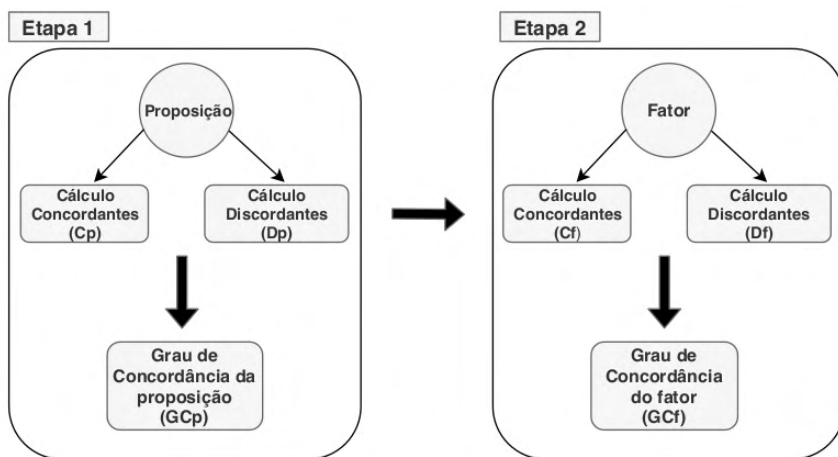 Etapa 1
Proposição
Cálculo
Concordantes
(Cp)
Cálculo
Discordantes
(Dp)
Grau de
Concordância da
proposição
(GCp)
Etapa 2
Fator
Cálculo
Concordantes
(Cf)
Cálculo
Discordantes
(Df)
Grau de
Concordância
do fator
(GCf)